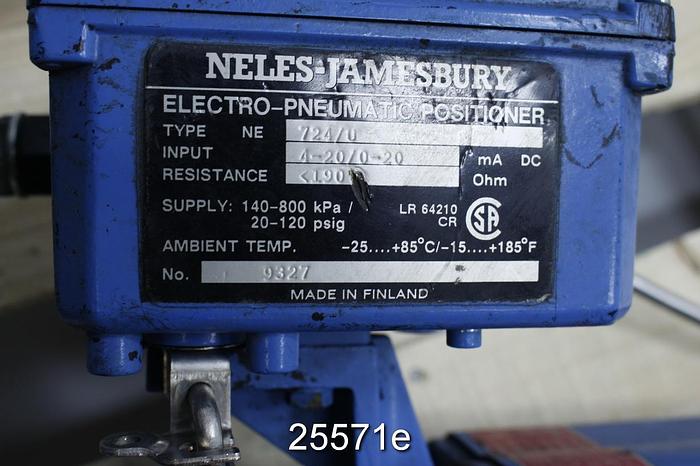 NELES-JAMESBURY
ELECTRO-PNEUMATIC POSITIONER
TYPE NE 724/U
INPUT 4-20/0-20 mA DC
RESISTANCE <190 Ohm
SUPPLY: 140-800 kPa / LR 64210
20-120 psig CR
AMBIENT TEMP. -25....+85°C/-15....+185°F
No. 9327
MADE IN FINLAND
25571e